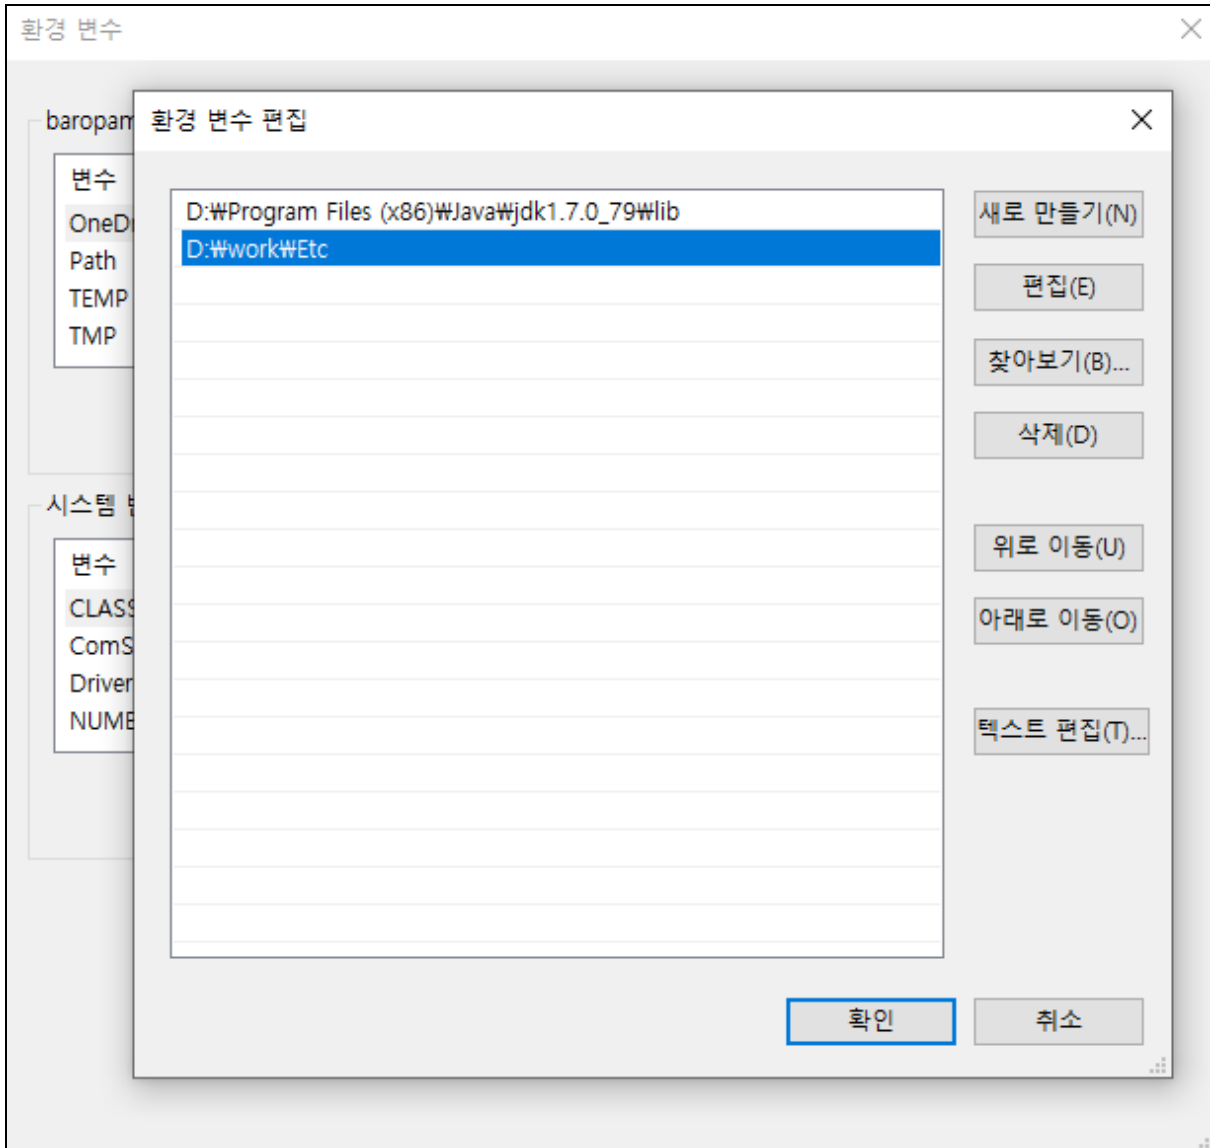 환경 변수
baropam
환경 변수 편집
변수
OneDr
Path
TEMP
TMP
시스템
변수
CLASS
ComS
Driver
NUME
D:₩Program Files (x86)₩Java₩jdk1.7.0_79₩lib
D:₩work₩Etc
새로 만들기(N)
편집(E)
찾아보기(B)...
삭제(D)
위로 이동(U)
아래로 이동(O)
텍스트 편집(T)...
확인
취소